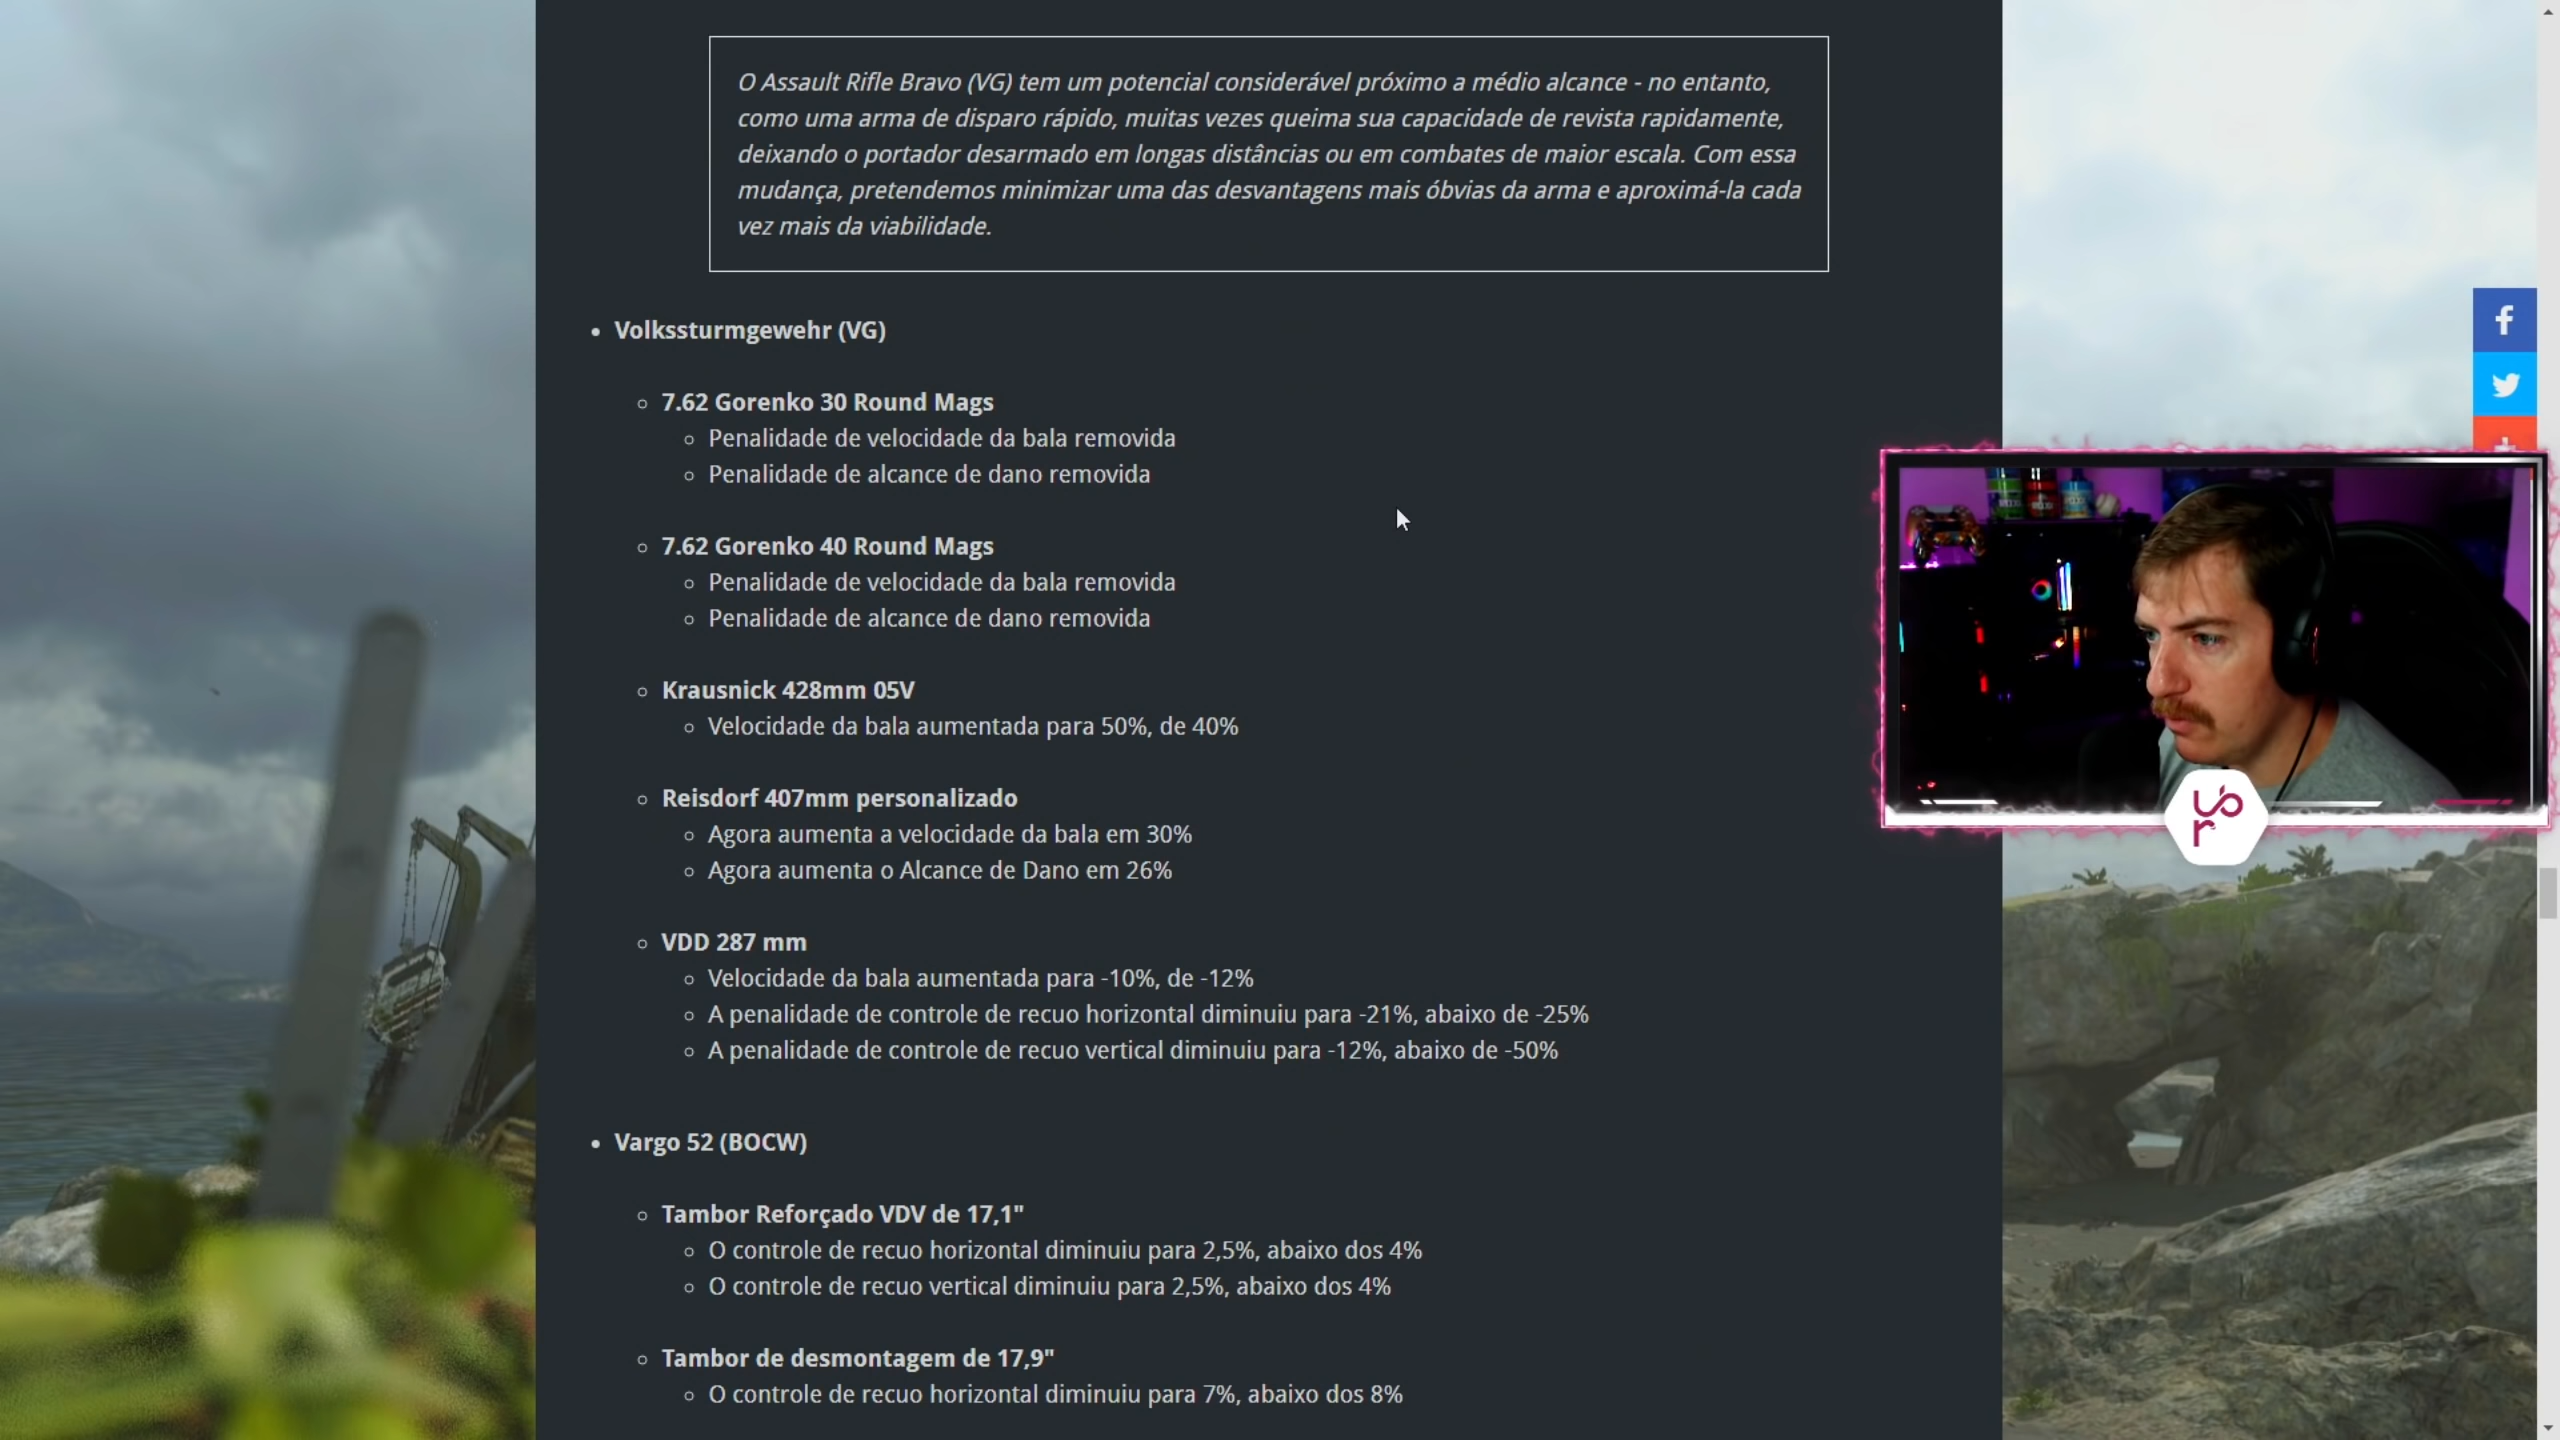 O Assault Rifle Bravo (VG) tem um potencial considerável próximo a médio alcance - no entanto,
como uma arma de disparo rápido, muitas vezes queima sua capacidade de revista rapidamente,
deixando o portador desarmado em longas distâncias ou em combates de maior escala. Com essa
mudança, pretendemos minimizar uma das desvantagens mais óbvias da arma e aproximá-la cada
vez mais da viabilidade.
Volkssturmgewehr (VG)
7.62 Gorenko 30 Round Mags
Penalidade de velocidade da bala removida
Penalidade de alcance de dano removida
7.62 Gorenko 40 Round Mags
Penalidade de velocidade da bala removida
Penalidade de alcance de dano removida
Krausnick 428mm 05V
Velocidade da bala aumentada para 50%, de 40%
Reisdorf 407mm personalizado
Agora aumenta a velocidade da bala em 30%
Agora aumenta o Alcance de Dano em 26%
VDD 287 mm
Velocidade da bala aumentada para -10%, de -12%
A penalidade de controle de recuo horizontal diminuiu para -21%, abaixo de -25%
A penalidade de controle de recuo vertical diminuiu para -12%, abaixo de -50%
Vargo 52 (BOCW)
Tambor Reforçado VDV de 17,1"
O controle de recuo horizontal diminuiu para 2,5%, abaixo dos 4%
O controle de recuo vertical diminuiu para 2,5%, abaixo dos 4%
Tambor de desmontagem de 17,9"
O controle de recuo horizontal diminuiu para 7%, abaixo dos 8%